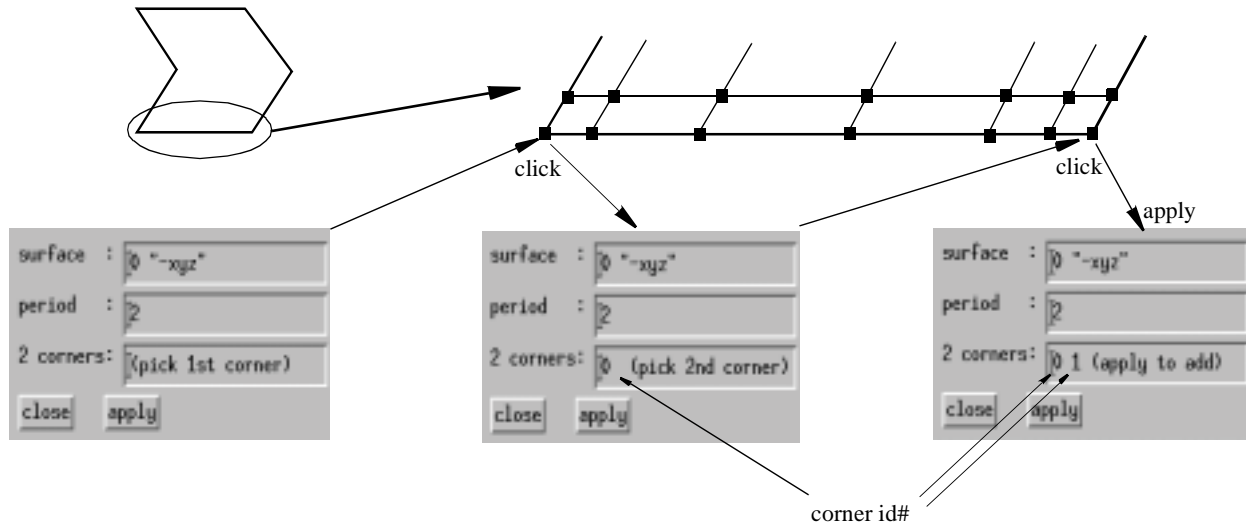 click
click
apply
surface : 0 "-xyz"
period : 2
2 corners: (pick 1st corner)
close apply
surface : 0 "-xyz"
period : 2
2 corners: 0 (pick 2nd corner)
close apply
surface : 0 "-xyz"
period : 2
2 corners: 0 1 (apply to add)
close apply
corner id#